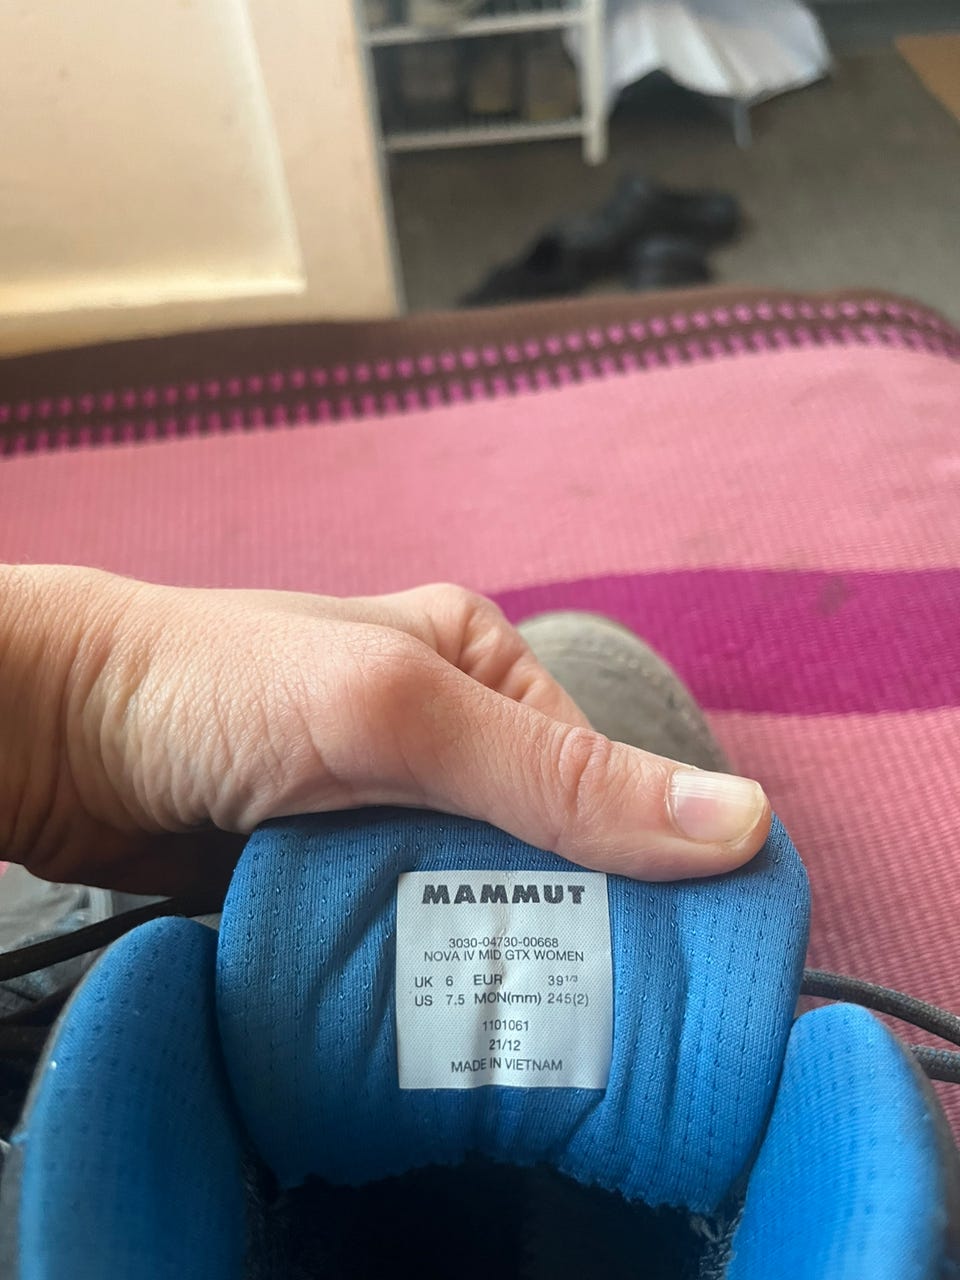 MAMMUT
3030-04730-00668
NOVA IV MID GTX WOMEN
UK 6 EUR 39 1/3
US 7.5 MON(mm) 245(2)
1101061
21/12
MADE IN VIETNAM